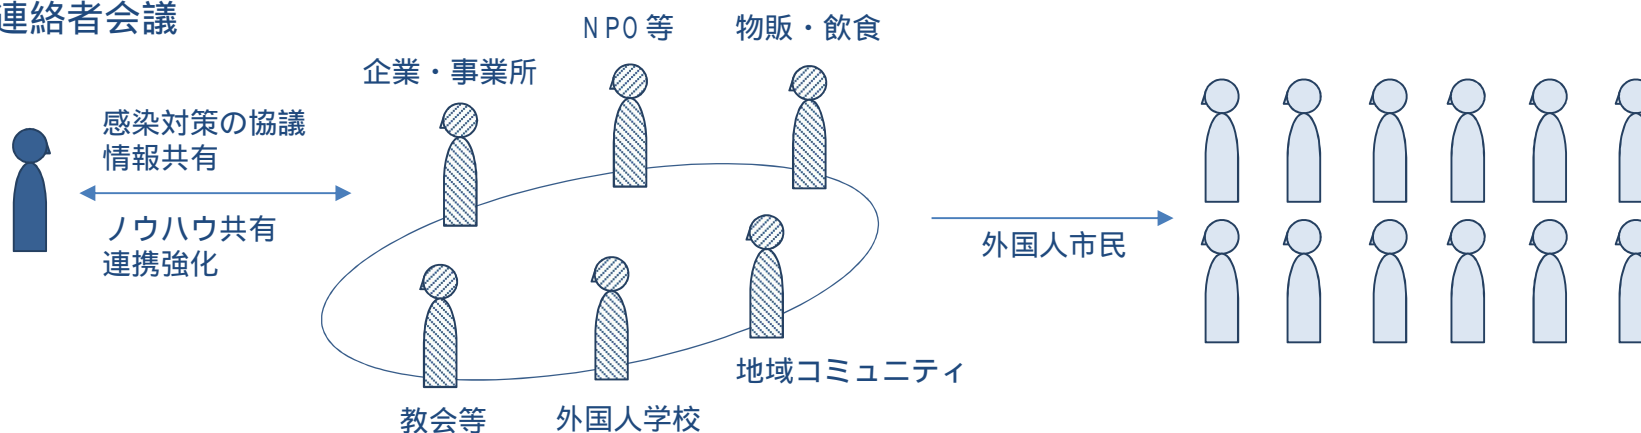 連絡者会議
NPO等
物販・飲食
企業・事業所
感染対策の協議
情報共有
ノウハウ共有
連携強化
外国人市民
地域コミュニティ
教会等
外国人学校